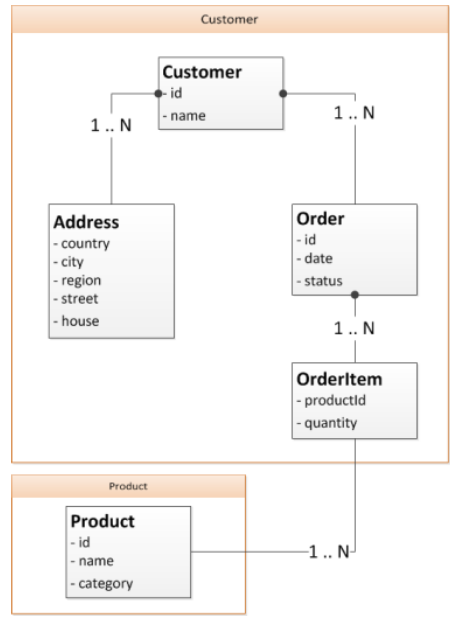 Customer
Customer
- id
- name
1 .. N
1 .. N
Address
- country
- city
- region
- street
- house
Order
- id
- date
- status
1 .. N
OrderItem
- productId
- quantity
Product
Product
- id
- name
- category
1 .. N